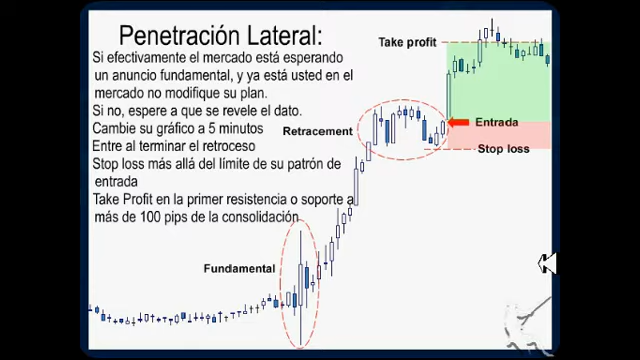 Penetración Lateral:
Si efectivamente el mercado está esperando
un anuncio fundamental, y ya está usted en el
mercado no modifique su plan.
Si no, espere a que se revele el dato.
Cambie su gráfico a 5 minutos
Entre al terminar el retroceso
Stop loss más allá del límite de su patrón de
entrada
Take Profit en la primer resistencia o soporte a
más de 100 pips de la consolidación
Take profit
Retracement
Entrada
Stop loss
Fundamental